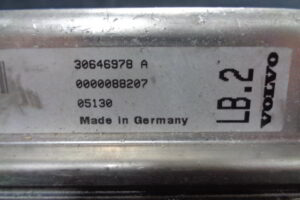 30646978 A
0000088207
05130
Made in Germany
LB.2
VOLVO